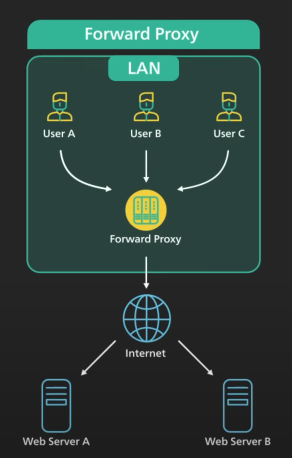 Forward Proxy
LAN
User A
User B
User C
Forward Proxy
Internet
Web Server A
Web Server B